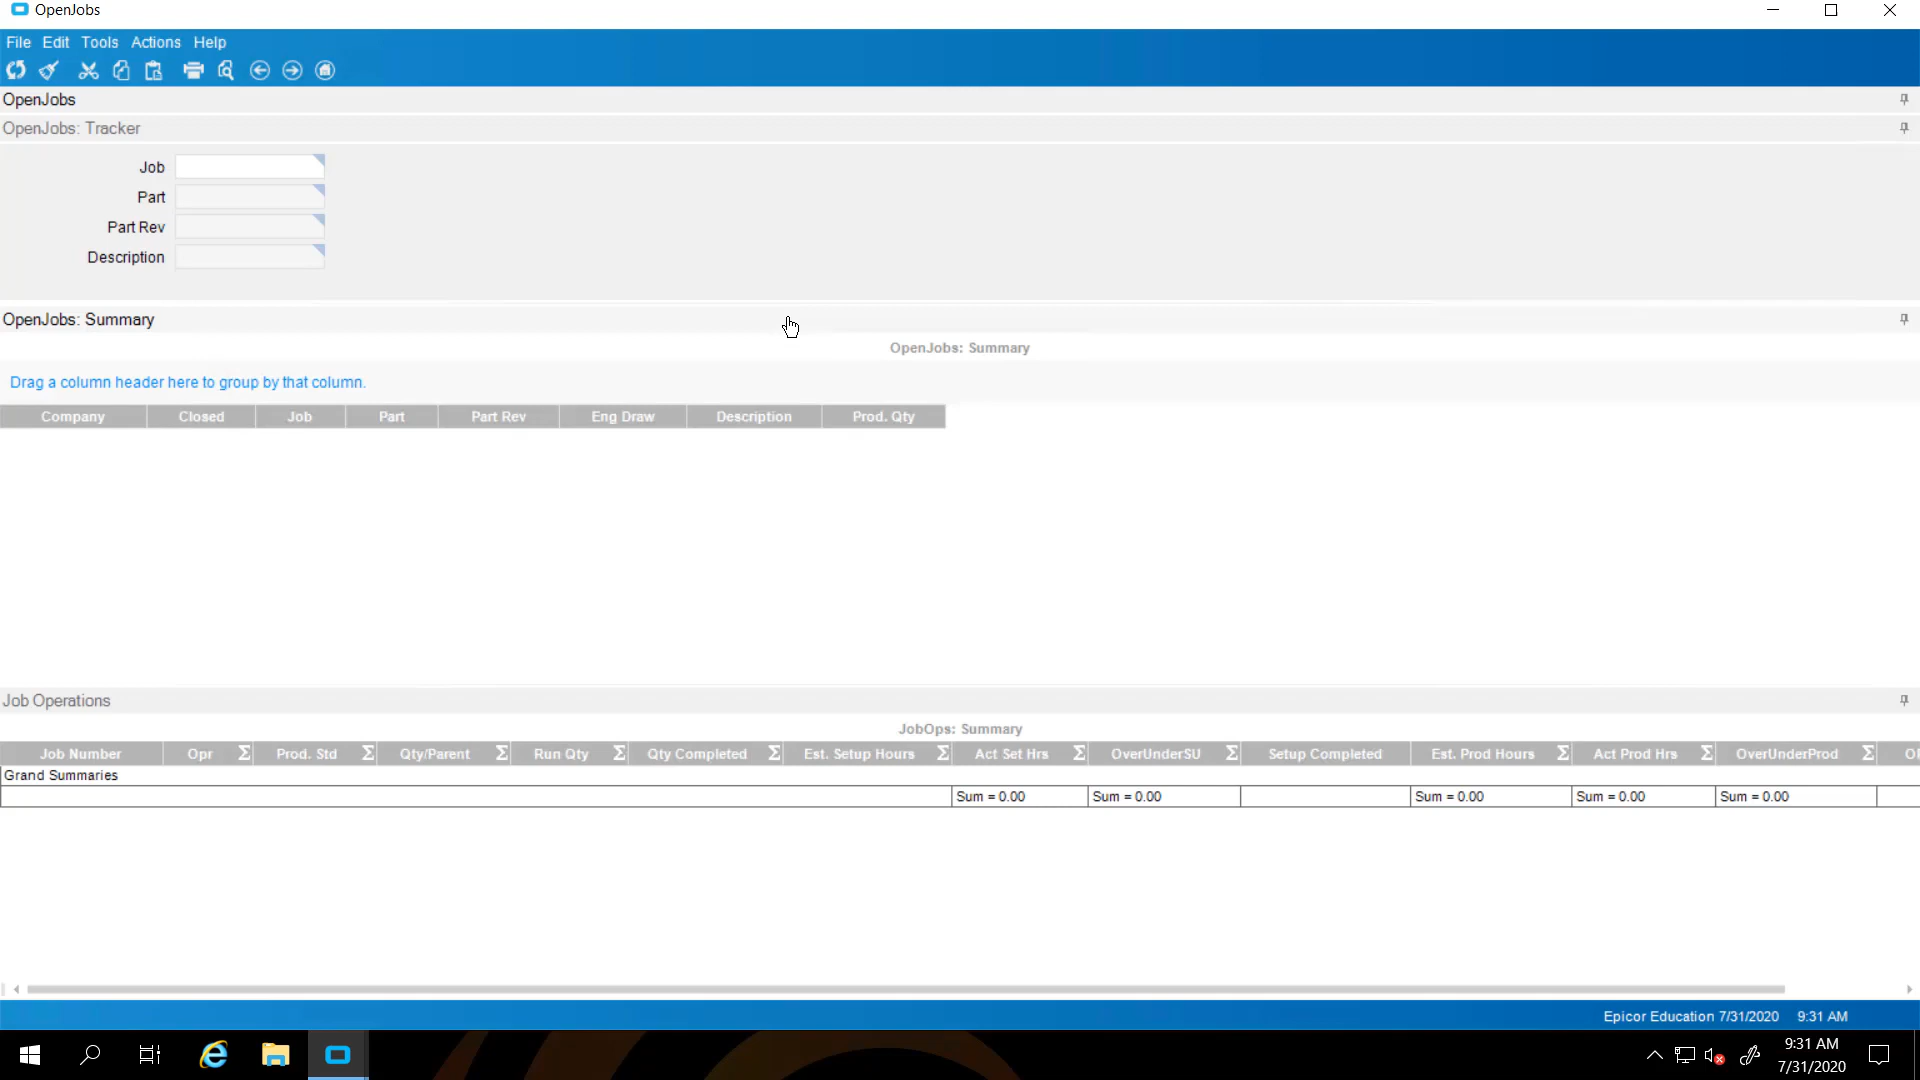 OpenJobs
File Edit Tools Actions Help
OpenJobs
OpenJobs: Tracker
Job
Part
Part Rev
Description
OpenJobs: Summary
OpenJobs: Summary
Drag a column header here to group by that column.
Company Closed Job Part Part Rev Eng Draw Description Prod. Qty
Job Operations
JobOps: Summary
Job Number Opr Σ Prod. Std Σ Qty/Parent Σ Run Qty Σ Qty Completed Σ Est. Setup Hours Σ Act Set Hrs Σ OverUnderSU Σ Setup Completed Est. Prod Hours Σ Act Prod Hrs Σ OverUnderProd Σ
Grand Summaries
Sum = 0.00 Sum = 0.00 Sum = 0.00 Sum = 0.00 Sum = 0.00
Epicor Education 7/31/2020 9:31 AM
9:31 AM
7/31/2020